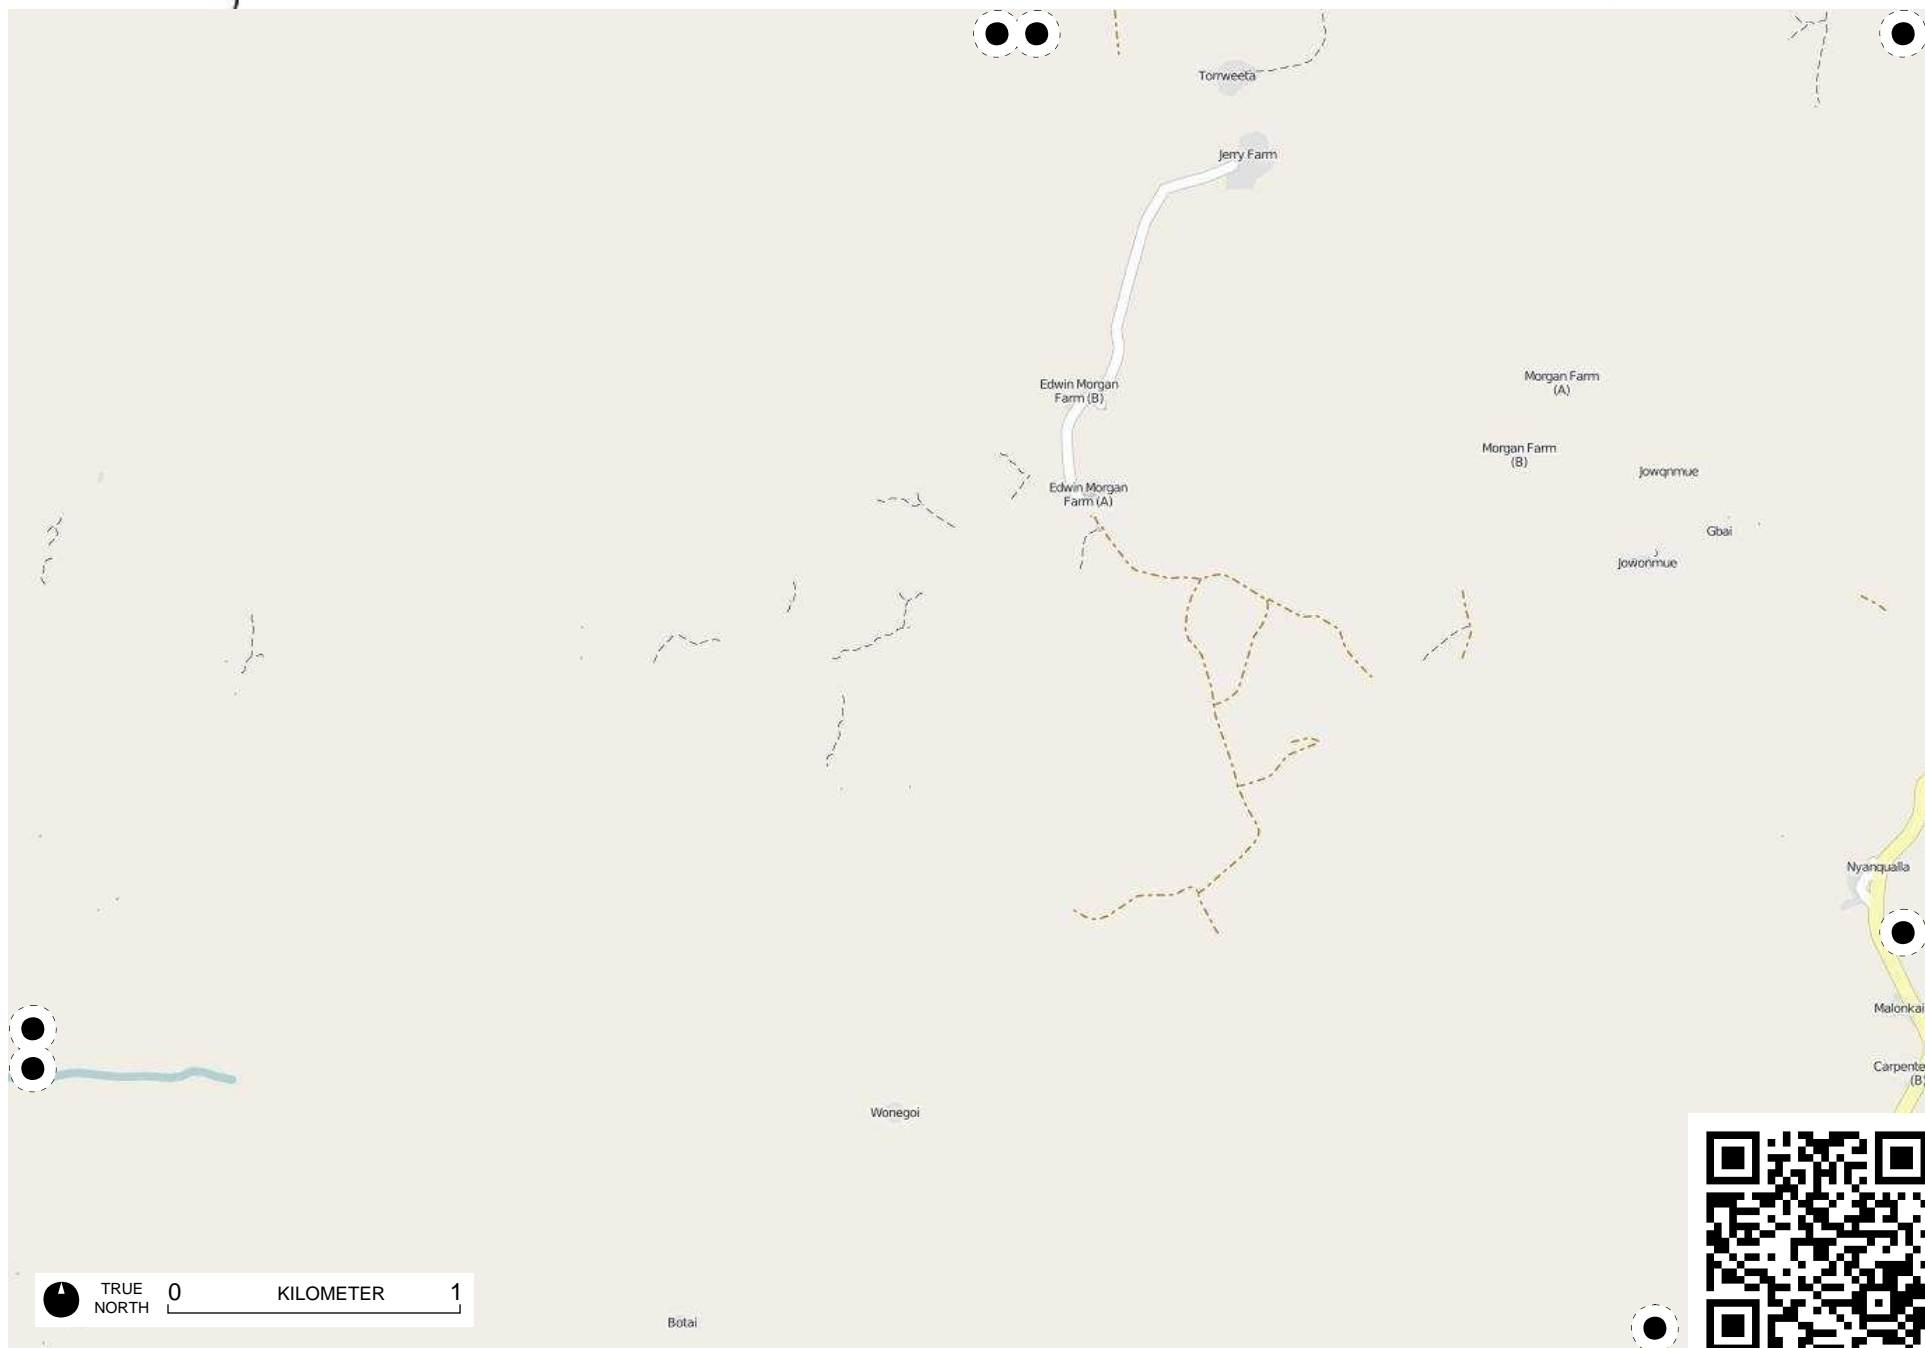 Torrweeta
Jerry Farm
Edwin Morgan
Farm (B)
Morgan Farm
(A)
Morgan Farm
(B)
Jowqnmue
Edwin Morgan
Farm (A)
Gbai
Jowonmue
Nyanqualla
Malonkai
Carpente
(B
Wonegoi
TRUE
NORTH
0 KILOMETER 1
Botai